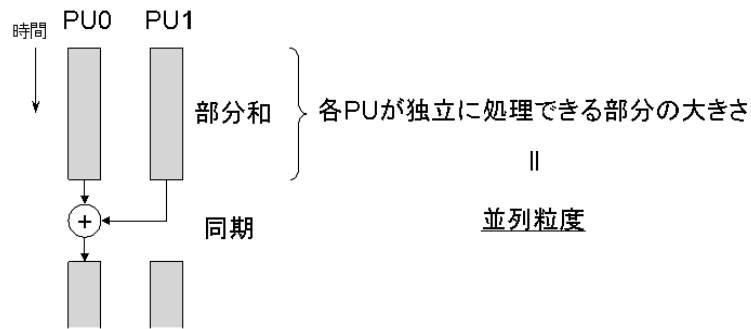 時間
PU0 PU1
部分和
各PUが独立に処理できる部分の大きさ
=
並列粒度
+
同期